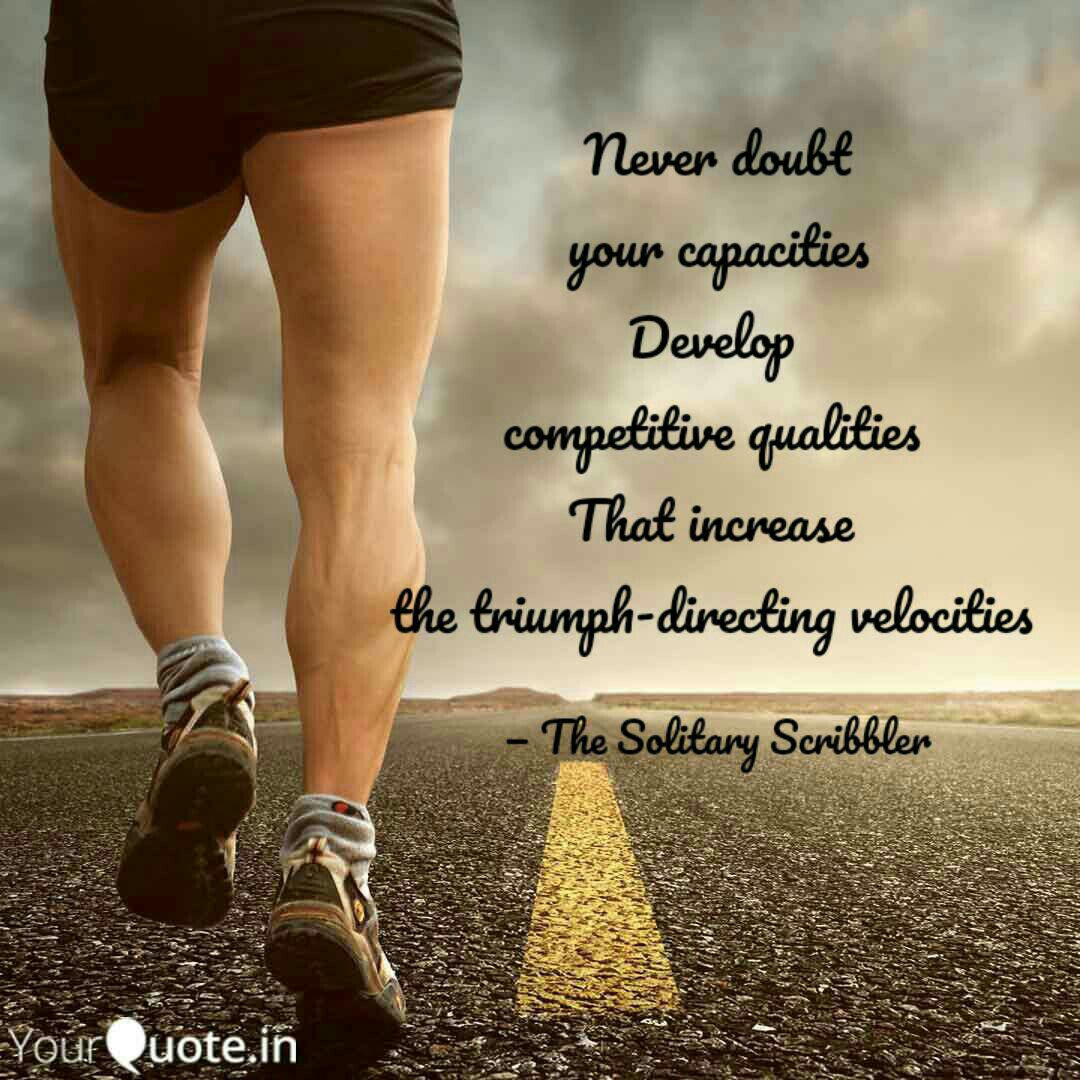 Never doubt
your capacities
Develop
competitive qualities
That increase
the triumph-directing velocities
– The Solitary Scribbler
YourQuote.in